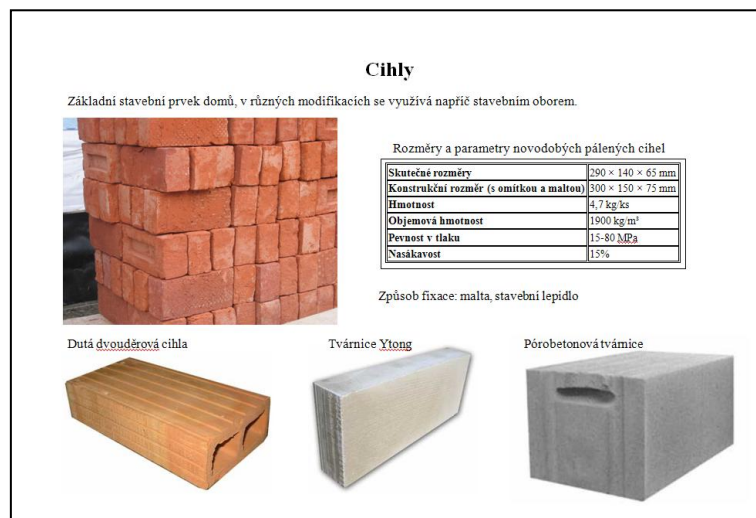 Cihly
Základní stavební prvek domů, v různých modifikacích se využívá napříč stavebním oborem.
Rozměry a parametry novodobých pálených cihel
Skutečné rozměry 290 × 140 × 65 mm
Konstrukční rozměr (s omítkou a maltou) 300 × 150 × 75 mm
Hmotnost 4,7 kg/ks
Objemová hmotnost 1900 kg/m³
Pevnost v tlaku 15-80 MPa
Nasákavost 15%
Způsob fixace: malta, stavební lepidlo
Dutá dvouděrová cihla
Tvárnice Ytong
Pórobetonová tvárnice